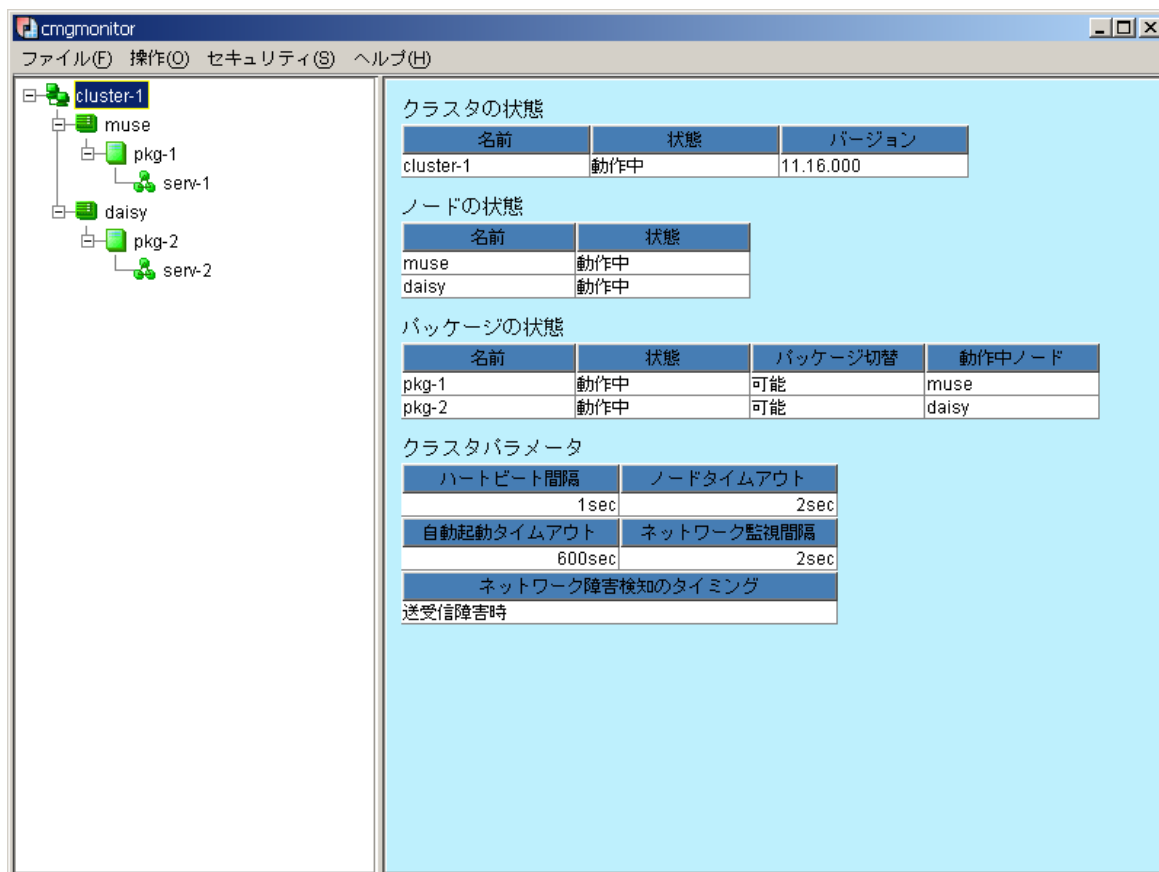 cmgmonitor
ファイル(F) 操作(O) セキュリティ(S) ヘルプ(H)
cluster-1
muse
pkg-1
serv-1
daisy
pkg-2
serv-2
クラスタの状態
名前 状態 バージョン
cluster-1 動作中 11.16.000
ノードの状態
名前 状態
muse 動作中
daisy 動作中
パッケージの状態
名前 状態 パッケージ切替 動作中ノード
pkg-1 動作中 可能 muse
pkg-2 動作中 可能 daisy
クラスタパラメータ
ハートビート間隔 ノードタイムアウト
1sec 2sec
自動起動タイムアウト ネットワーク監視間隔
600sec 2sec
ネットワーク障害検知のタイミング
送受信障害時